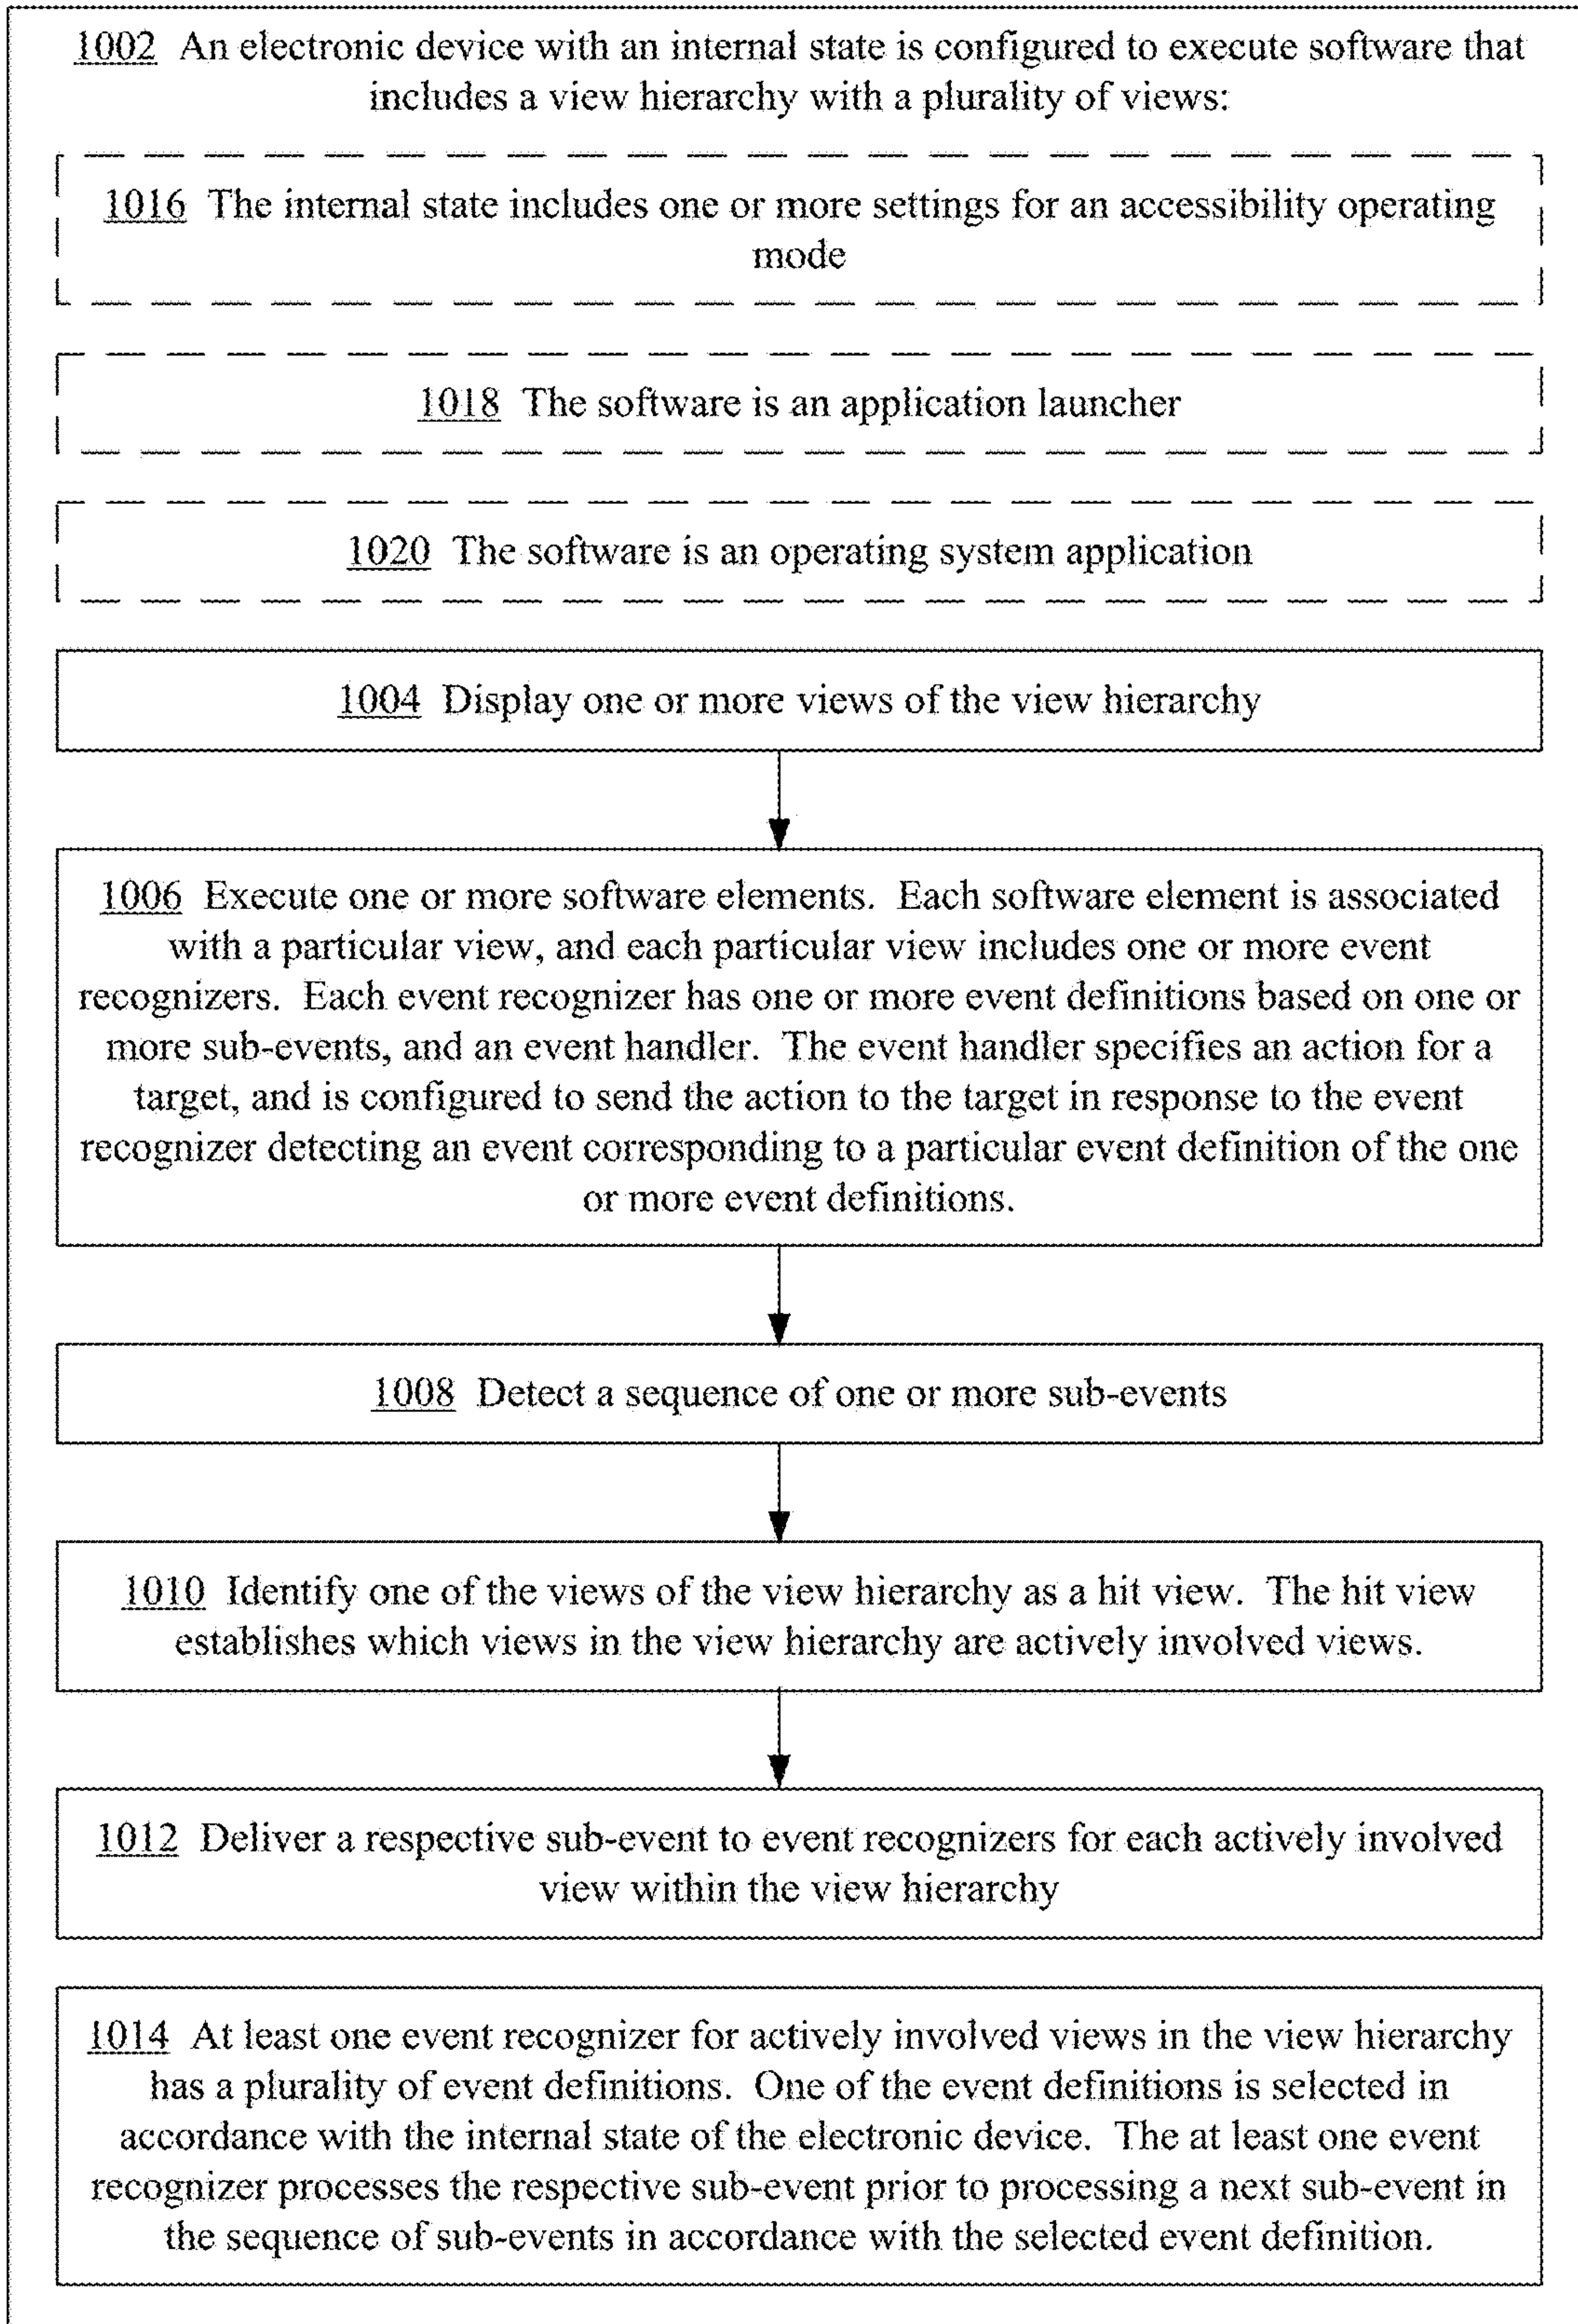 1002 An electronic device with an internal state is configured to execute software that
includes a view hierarchy with a plurality of views:
1016 The internal state includes one or more settings for an accessibility operating
mode
1018 The software is an application launcher
1020 The software is an operating system application
1004 Display one or more views of the view hierarchy
1006 Execute one or more software elements. Each software element is associated
with a particular view, and each particular view includes one or more event
recognizers. Each event recognizer has one or more event definitions based on one or
more sub-events, and an event handler. The event handler specifies an action for a
target, and is configured to send the action to the target in response to the event
recognizer detecting an event corresponding to a particular event definition of the one
or more event definitions.
1008 Detect a sequence of one or more sub-events
1010 Identify one of the views of the view hierarchy as a hit view. The hit view
establishes which views in the view hierarchy are actively involved views.
1012 Deliver a respective sub-event to event recognizers for each actively involved
view within the view hierarchy
1014 At least one event recognizer for actively involved views in the view hierarchy
has a plurality of event definitions. One of the event definitions is selected in
accordance with the internal state of the electronic device. The at least one event
recognizer processes the respective sub-event prior to processing a next sub-event in
the sequence of sub-events in accordance with the selected event definition.